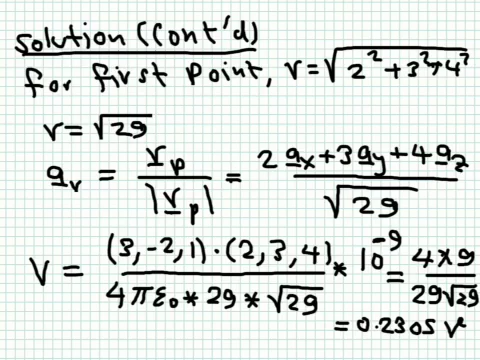 Solution (Cont'd)
for first point, r = √2²+3²+4²
r = √29
a_r = r_p / |r_p| = 2a_x + 3a_y + 4a_z / √29
V = (3, -2, 1) · (2, 3, 4) / 4πε₀ * 29 * √29 * 10⁻⁹ = 4×9 / 29√29
= 0.2305 V